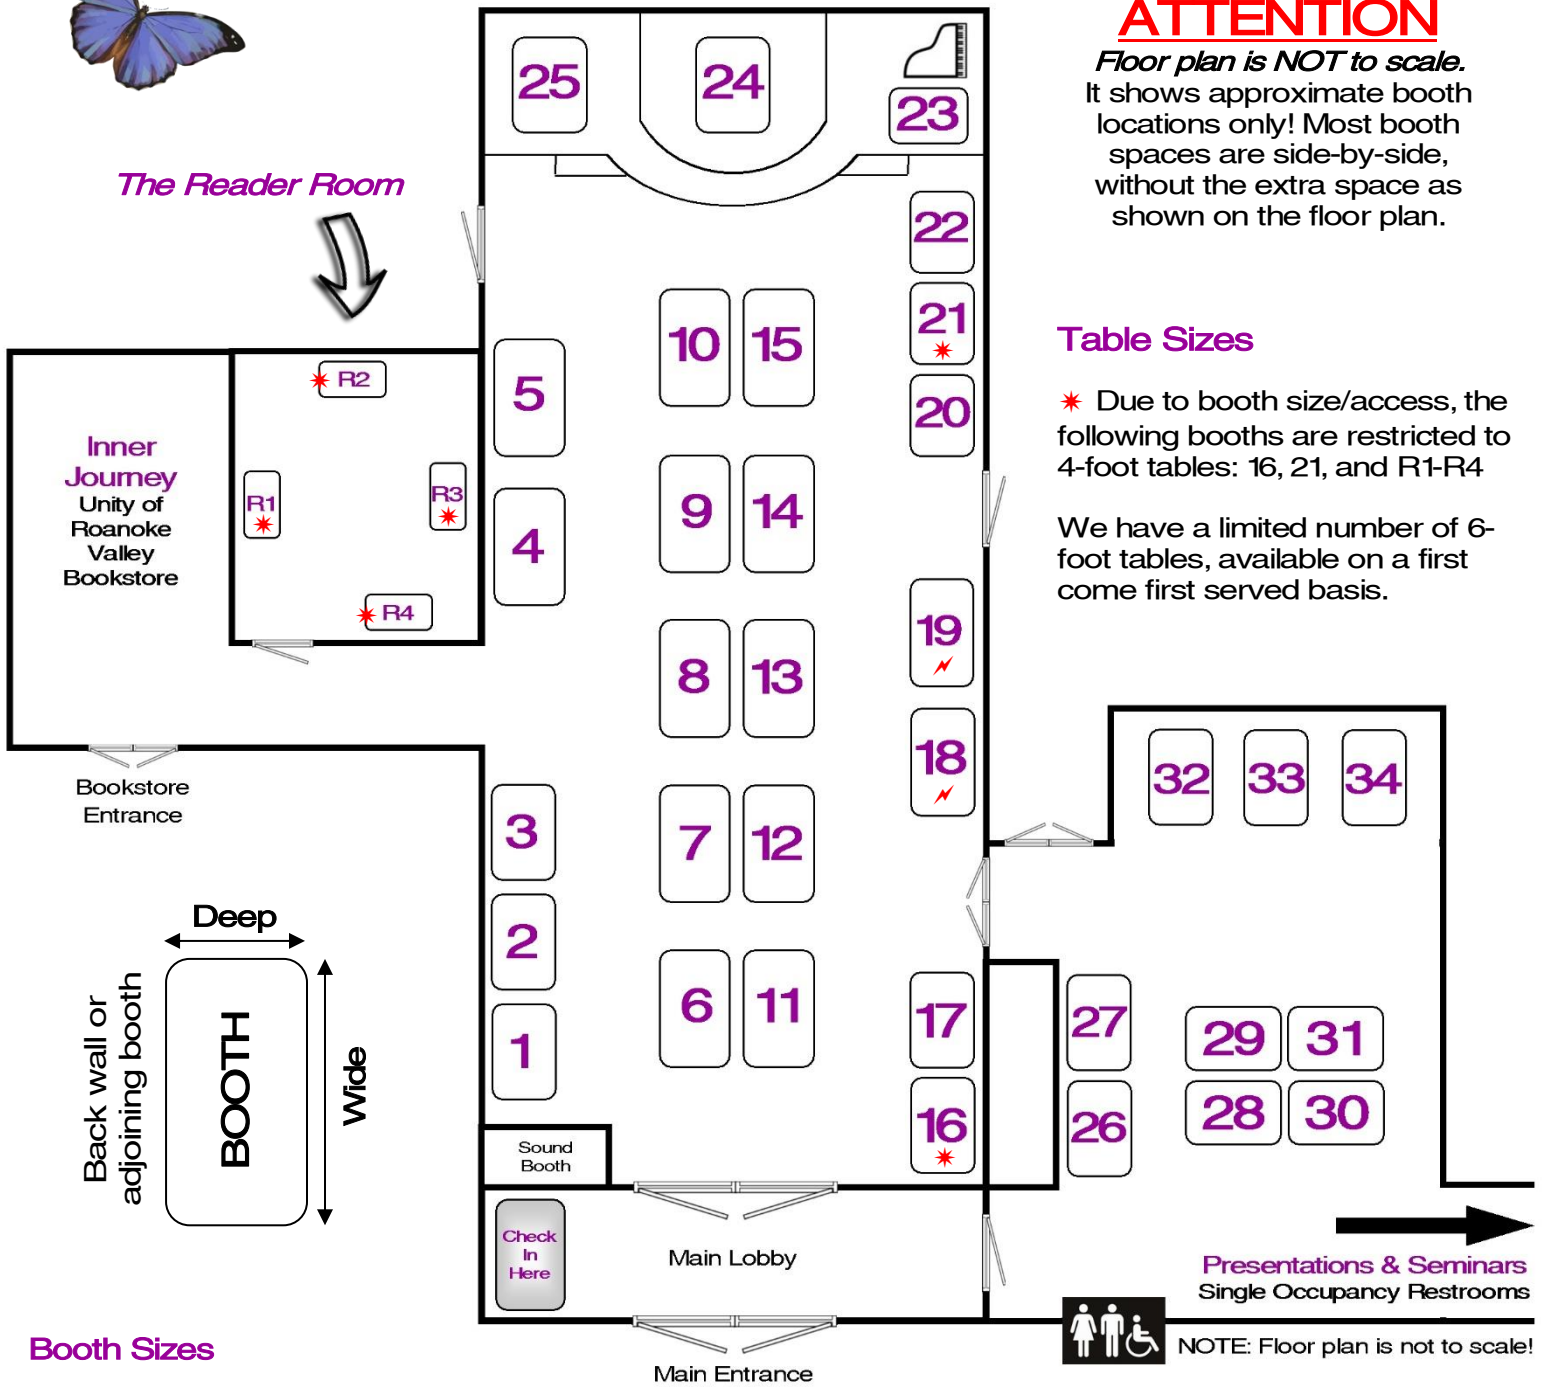 ATTENTION
Floor plan is NOT to scale.
It shows approximate booth
locations only! Most booth
spaces are side-by-side,
without the extra space as
shown on the floor plan.
25
24
23
The Reader Room
22
21
20
10
15
5
9
14
4
19
8
13
18
3
7
12
2
6
11
17
1
16
Table Sizes
Due to booth size/access, the
following booths are restricted to
4-foot tables: 16, 21, and R1-R4
We have a limited number of 6-
foot tables, available on a first
come first served basis.
R2
R1
R3
R4
Inner
Journey
Unity of
Roanoke
Valley
Bookstore
Bookstore
Entrance
32
33
34
27
29
31
26
28
30
Deep
Back wall or
adjoining booth
BOOTH
Wide
Sound
Booth
Check
In
Here
Main Lobby
Main Entrance
Presentations & Seminars
Single Occupancy Restrooms
NOTE: Floor plan is not to scale!
Booth Sizes